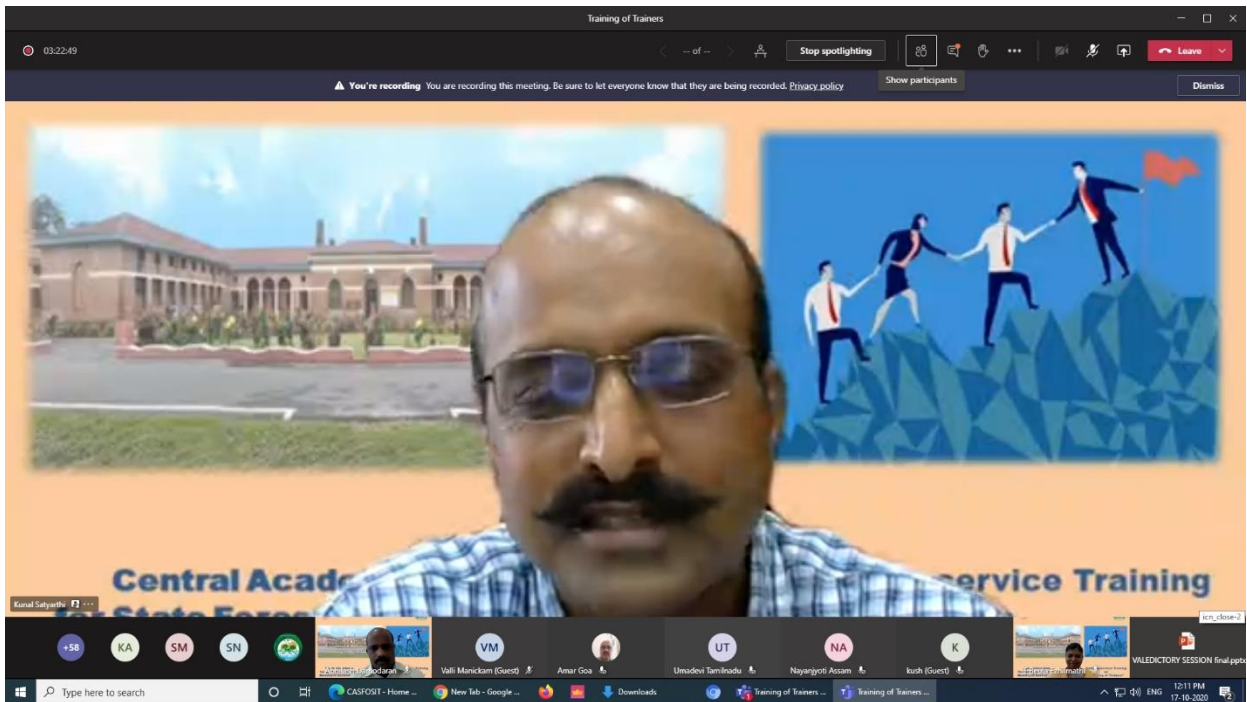 Training of Trainers
03:22:49
-- of --
Stop spotlighting
Leave
You're recording You are recording this meeting. Be sure to let everyone know that they are being recorded. Privacy policy
Show participants
Dismiss
Central Acad
ervice Training
Kunal Satyarthi
for State Fores
icn_close-2
+58
KA
SM
SN
VM
UT
NA
K
Valli Manickam (Guest)
Amar Goa
Umadevi Tamilnadu
Nayanjyoti Assam
kush (Guest)
VALEDICTORY SESSION final.pptx
Type here to search
CASFOSIT - Home ...
New Tab - Google ...
Downloads
Training of Trainers ...
Training of Trainers ...
ENG
12:11 PM
17-10-2020
2